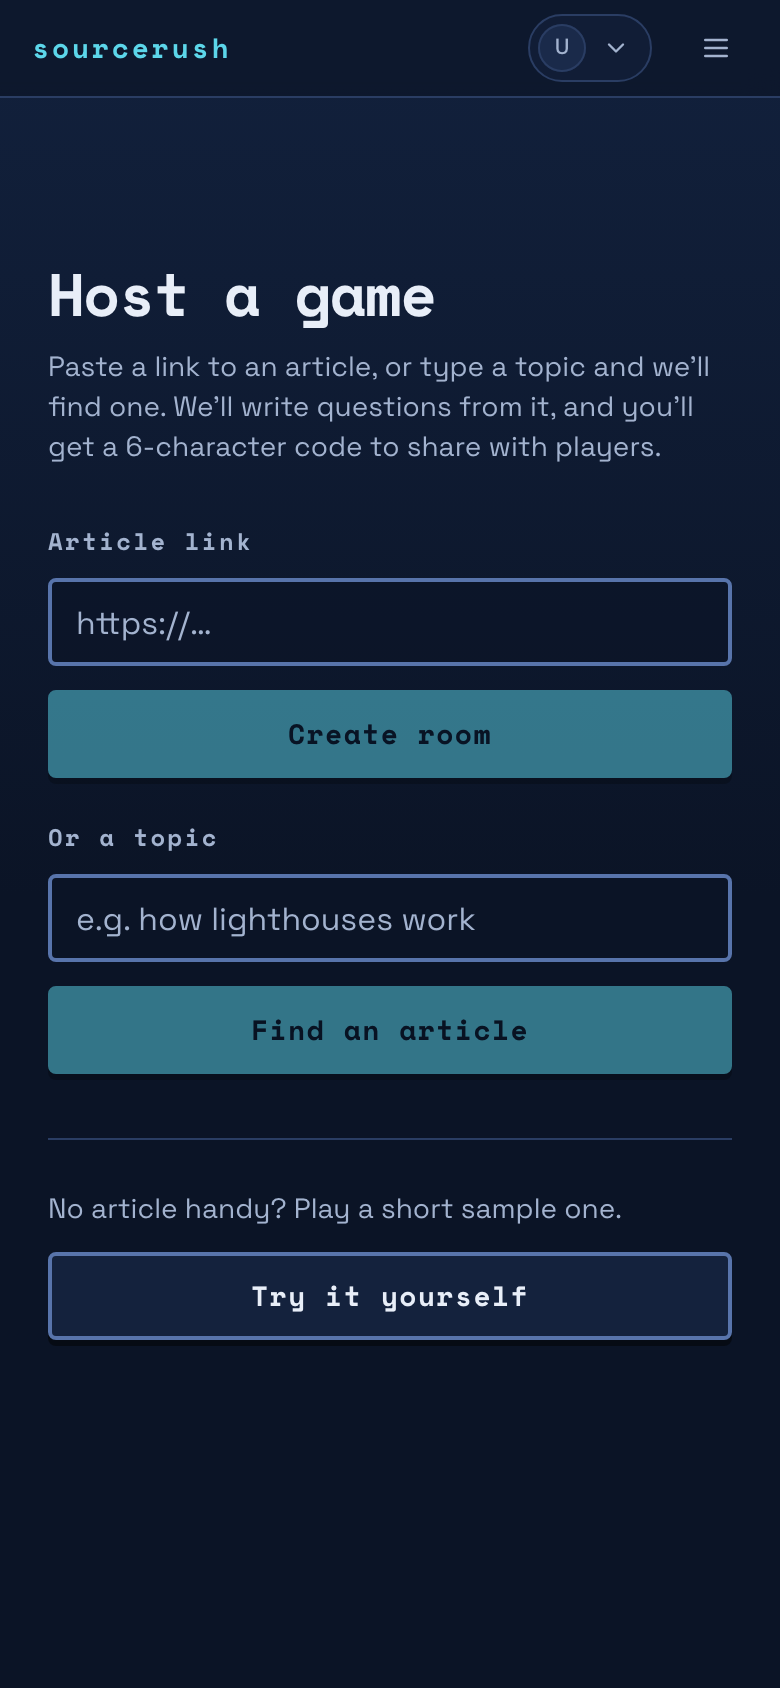 sourcerush
U
Host a game
Paste a link to an article, or type a topic and we’ll
find one. We’ll write questions from it, and you’ll
get a 6-character code to share with players.
Article link
https://…
Create room
Or a topic
e.g. how lighthouses work
Find an article
No article handy? Play a short sample one.
Try it yourself